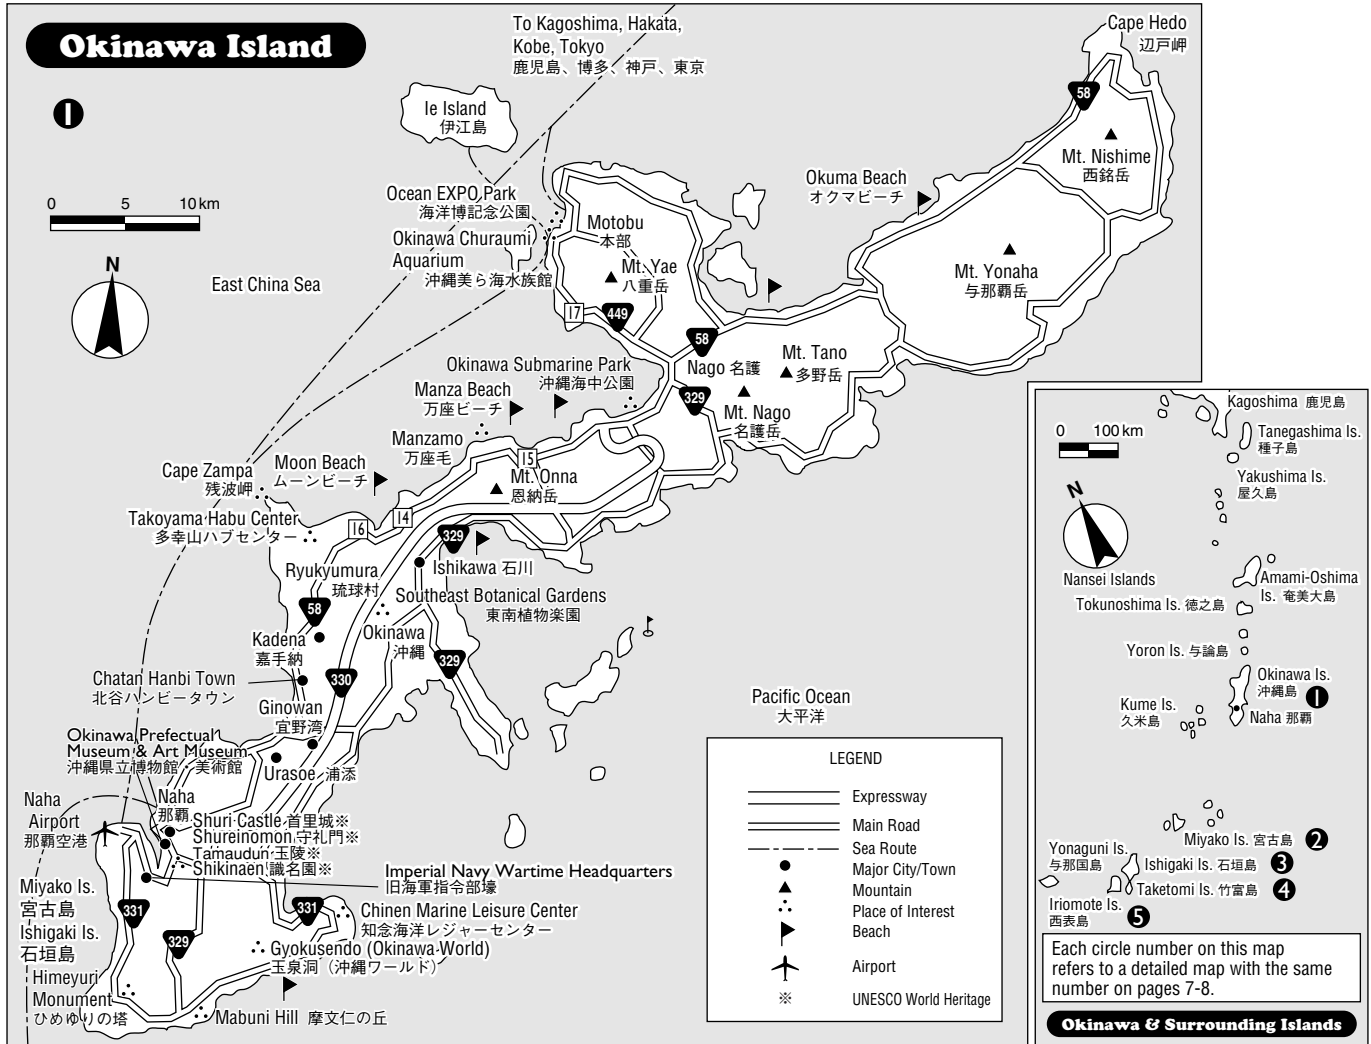 Okinawa Island
1
To Kagoshima, Hakata,
Kobe, Tokyo
鹿児島、博多、神戸、東京
Cape Hedo
辺戸岬
58
Ie Island
伊江島
Mt. Nishime
西銘岳
0 5 10km
Okuma Beach
オクマビーチ
Ocean EXPO Park
海洋博記念公園
Motobu
本部
Okinawa Churaumi
Aquarium
沖縄美ら海水族館
N
Mt. Yae
八重岳
Mt. Yonaha
与那覇岳
East China Sea
17
449
58
Okinawa Submarine Park
沖縄海中公園
Nago 名護
Mt. Tano
多野岳
Manza Beach
万座ビーチ
329
Mt. Nago
名護岳
Manzamo
万座毛
15
Cape Zampa
残波岬
Moon Beach
ムーンビーチ
Mt. Onna
恩納岳
Takoyama Habu Center
多幸山ハブセンター
16
14
329
Ishikawa 石川
Ryukyumura
琉球村
Southeast Botanical Gardens
東南植物楽園
58
Kadena
嘉手納
Okinawa
沖縄
329
Chatan Hanbi Town
北谷ハンビータウン
330
Ginowan
宜野湾
Pacific Ocean
大平洋
Okinawa Prefectual
Museum & Art Museum
沖縄県立博物館・美術館
Urasoe 浦添
Naha
Airport
那覇空港
Naha
那覇
Shuri Castle 首里城※
Shureinomon 守礼門※
Tamaudun 玉陵※
Shikinaen 識名園※
Imperial Navy Wartime Headquarters
旧海軍指令部壕
Miyako Is.
宮古島
Ishigaki Is.
石垣島
331
329
331
Chinen Marine Leisure Center
知念海洋レジャーセンター
Gyokusendo (Okinawa World)
玉泉洞（沖縄ワールド）
Himeyuri
Monument
ひめゆりの塔
Mabuni Hill 摩文仁の丘
LEGEND
Expressway
Main Road
Sea Route
Major City/Town
Mountain
Place of Interest
Beach
Airport
※ UNESCO World Heritage
Kagoshima 鹿児島
0 100km
Tanegashima Is.
種子島
Yakushima Is.
屋久島
N
Nansei Islands
Amami-Oshima
Is. 奄美大島
Tokunoshima Is. 徳之島
Yoron Is. 与論島
Okinawa Is.
沖縄島
1
Kume Is.
久米島
Naha 那覇
Miyako Is. 宮古島 2
Yonaguni Is.
与那国島
Ishigaki Is. 石垣島 3
Taketomi Is. 竹富島 4
Iriomote Is.
西表島
5
Each circle number on this map
refers to a detailed map with the same
number on pages 7-8.
Okinawa & Surrounding Islands